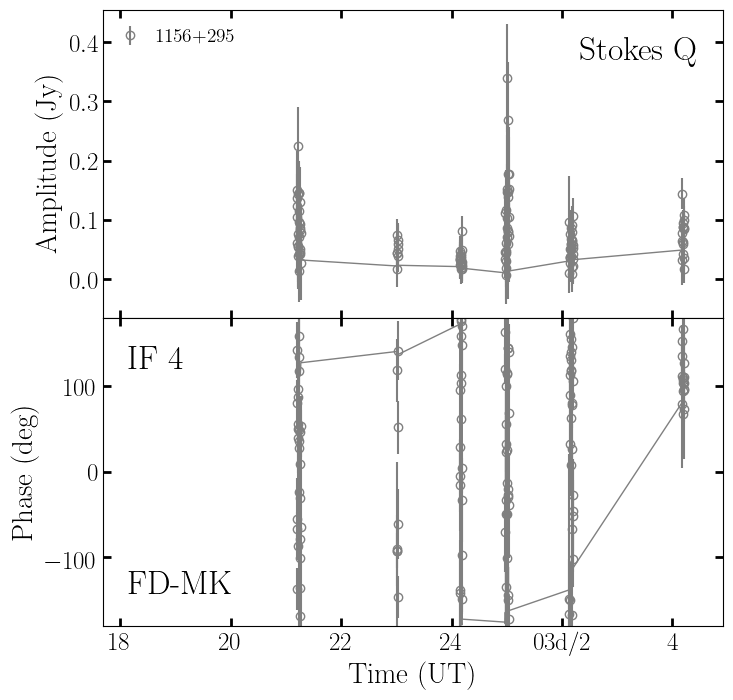 1156+295
Stokes Q
0.4
0.3
0.2
0.1
0.0
Amplitude (Jy)
IF 4
100
0
−100
Phase (deg)
FD-MK
18 20 22 24 03d/2 4
Time (UT)